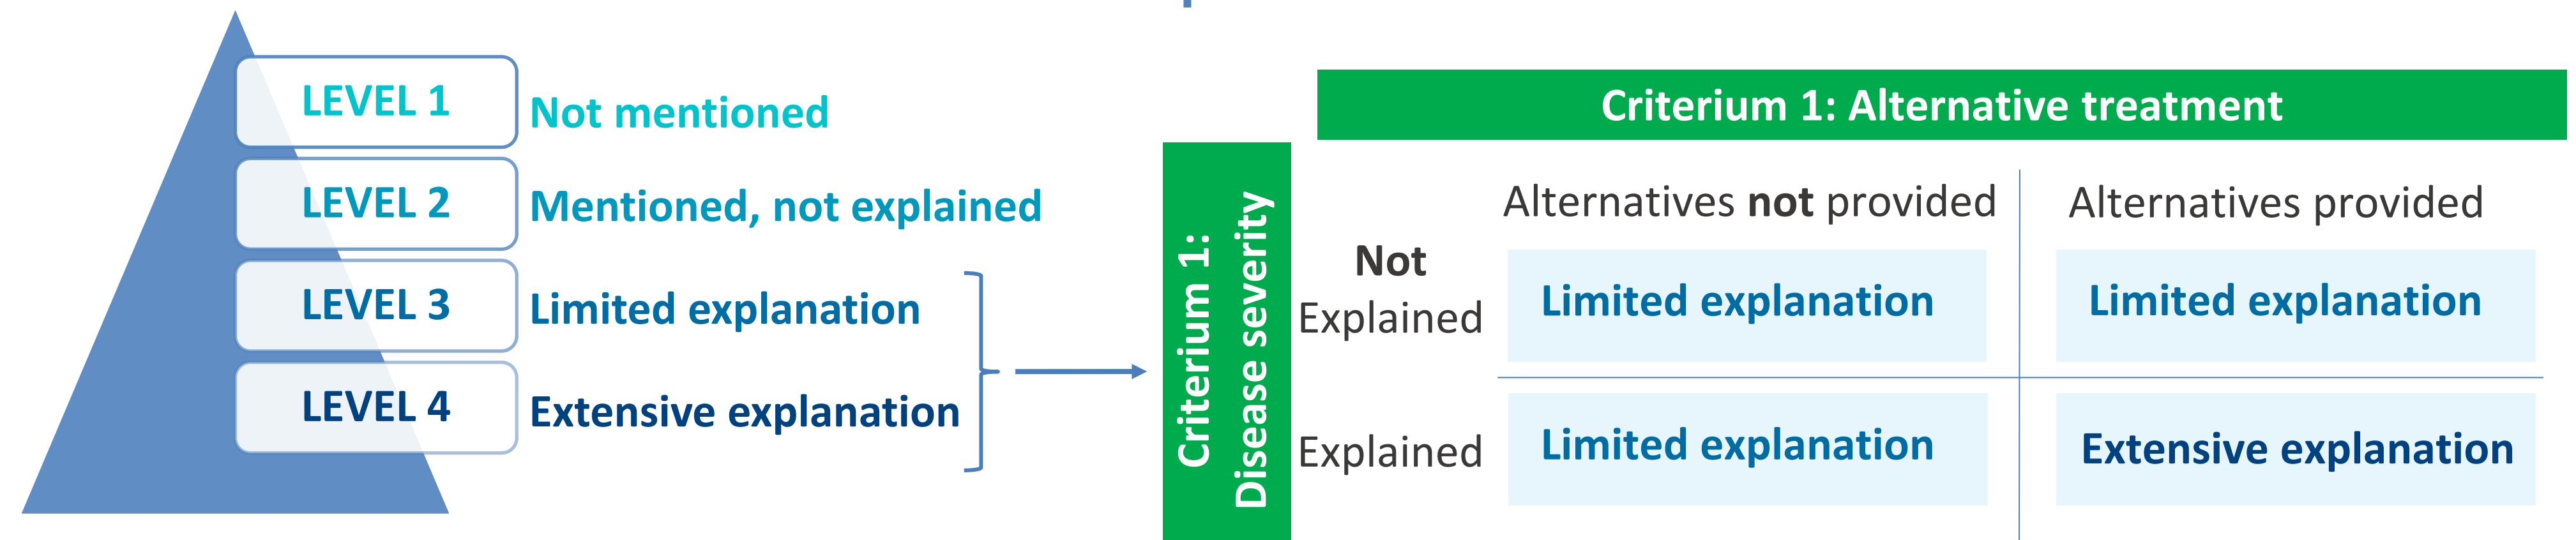 LEVEL 1
Not mentioned
LEVEL 2
Mentioned, not explained
LEVEL 3
Limited explanation
LEVEL 4
Extensive explanation
Criterium 1: Alternative treatment
Criterium 1:
Disease severity
Alternatives not provided
Alternatives provided
Not
Explained
Limited explanation
Limited explanation
Explained
Limited explanation
Extensive explanation